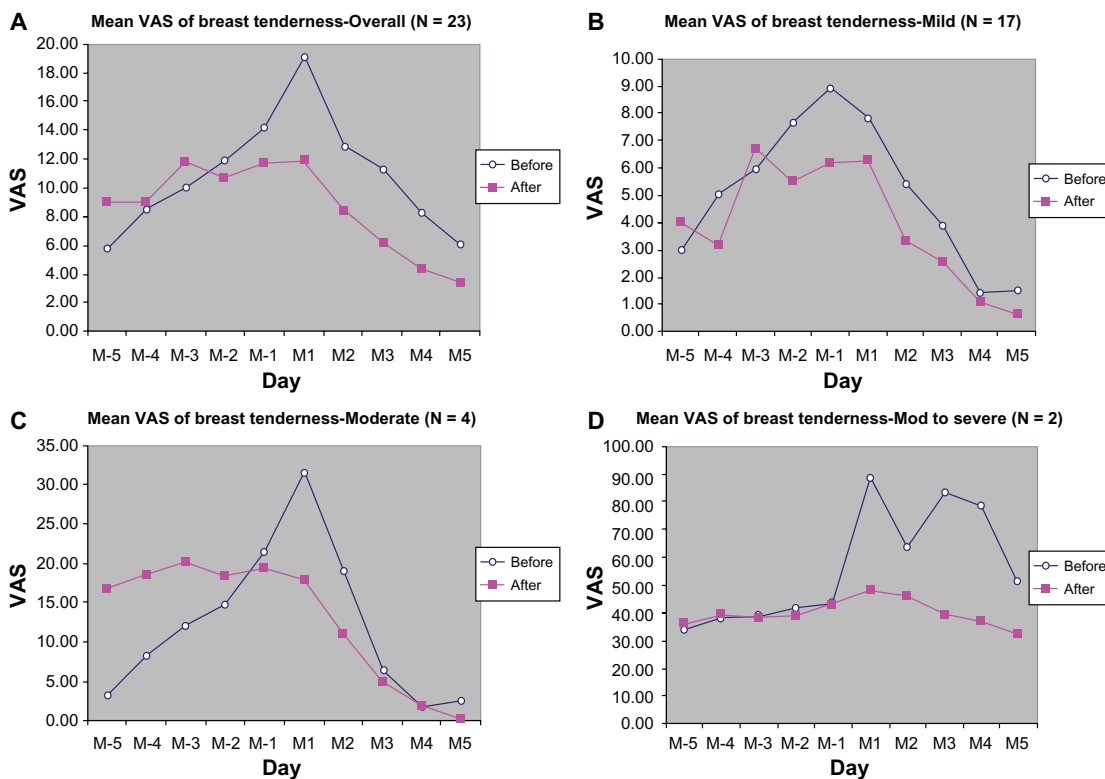 A
Mean VAS of breast tenderness-Overall (N = 23)
20.00
18.00
16.00
14.00
12.00
10.00
8.00
6.00
4.00
2.00
0.00
VAS
M-5 M-4 M-3 M-2 M-1 M1 M2 M3 M4 M5
Day
Before
After
B
Mean VAS of breast tenderness-Mild (N = 17)
10.00
9.00
8.00
7.00
6.00
5.00
4.00
3.00
2.00
1.00
0.00
VAS
M-5 M-4 M-3 M-2 M-1 M1 M2 M3 M4 M5
Day
Before
After
C
Mean VAS of breast tenderness-Moderate (N = 4)
35.00
30.00
25.00
20.00
15.00
10.00
5.00
0.00
VAS
M-5 M-4 M-3 M-2 M-1 M1 M2 M3 M4 M5
Day
Before
After
D
Mean VAS of breast tenderness-Mod to severe (N = 2)
100.00
90.00
80.00
70.00
60.00
50.00
40.00
30.00
20.00
10.00
0.00
VAS
M-5 M-4 M-3 M-2 M-1 M1 M2 M3 M4 M5
Day
Before
After